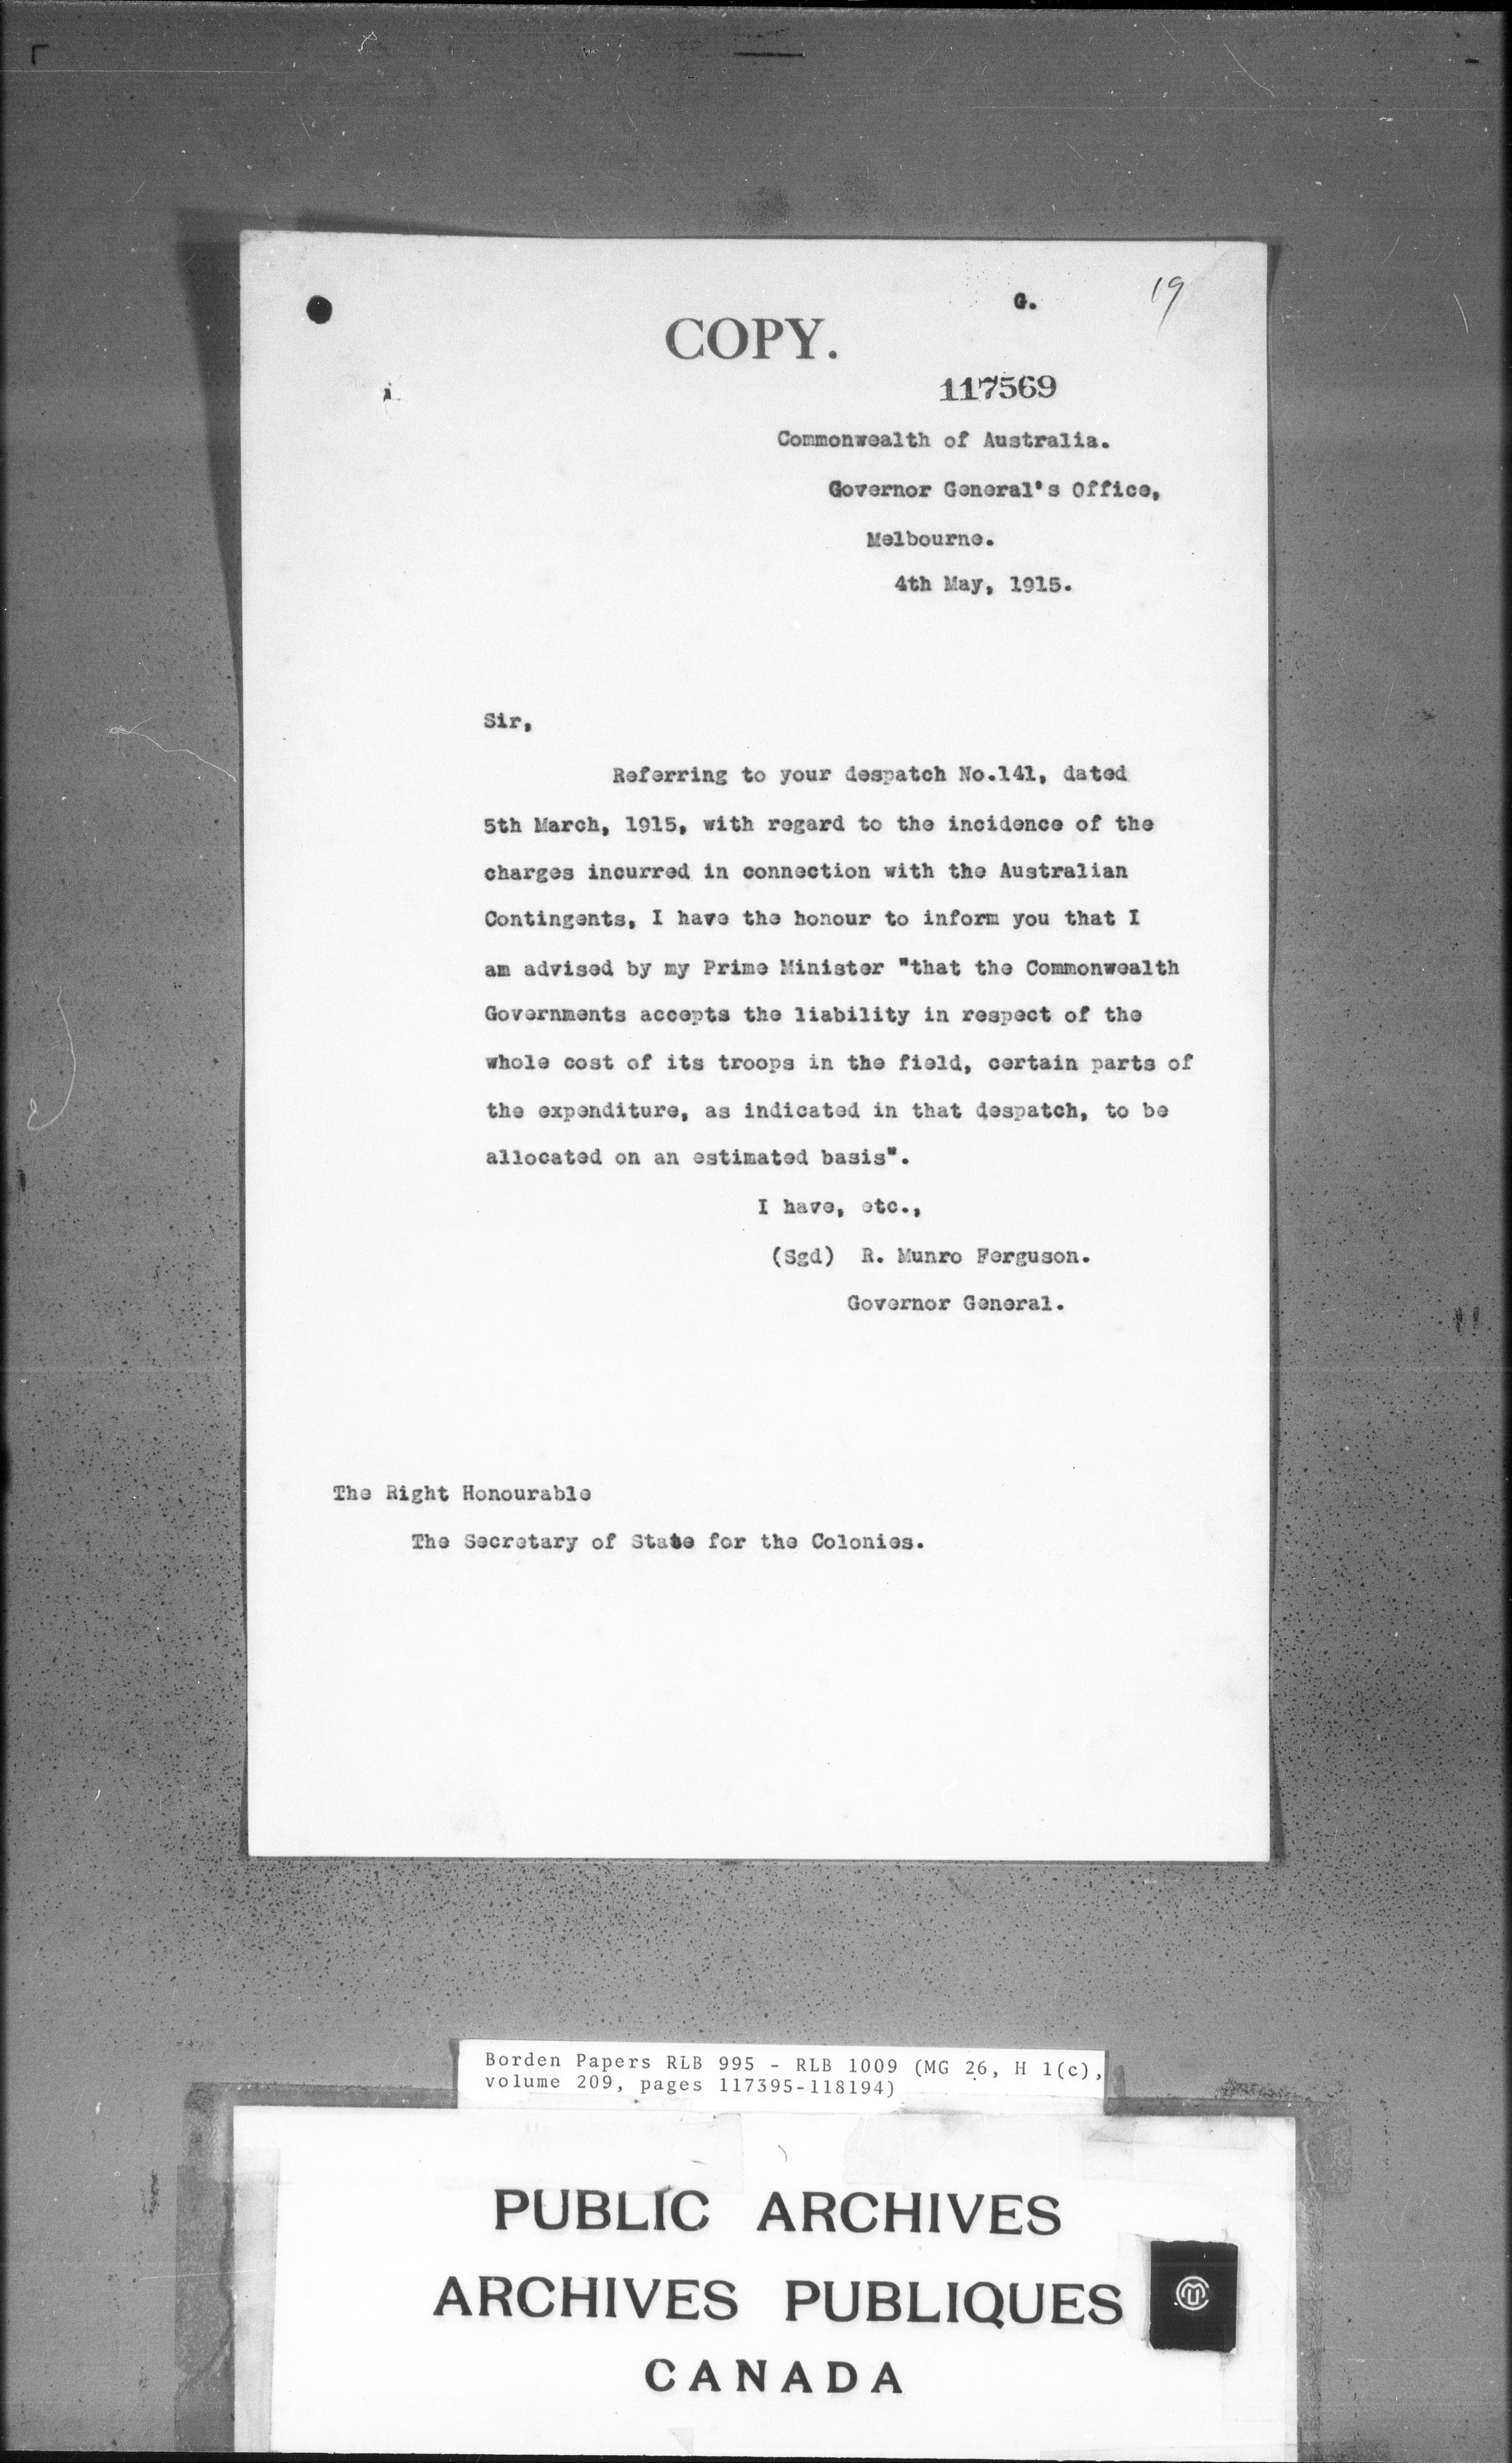 G.
19
COPY.
117569
Commonwealth of Australia.
Governor General's Office,
Melbourne.
4th May, 1915.
Sir,
Referring to your despatch No.141, dated
5th March, 1915, with regard to the incidence of the
charges incurred in connection with the Australian
Contingents, I have the honour to inform you that I
am advised by my Prime Minister "that the Commonwealth
Governments accepts the liability in respect of the
whole cost of its troops in the field, certain parts of
the expenditure, as indicated in that despatch, to be
allocated on an estimated basis".
I have, etc.,
(Sgd) R. Munro Ferguson.
Governor General.
The Right Honourable
The Secretary of State for the Colonies.
Borden Papers RLB 995 - RLB 1009 (MG 26, H 1(c),
volume 209, pages 117395-118194)
PUBLIC ARCHIVES
ARCHIVES PUBLIQUES
CANADA